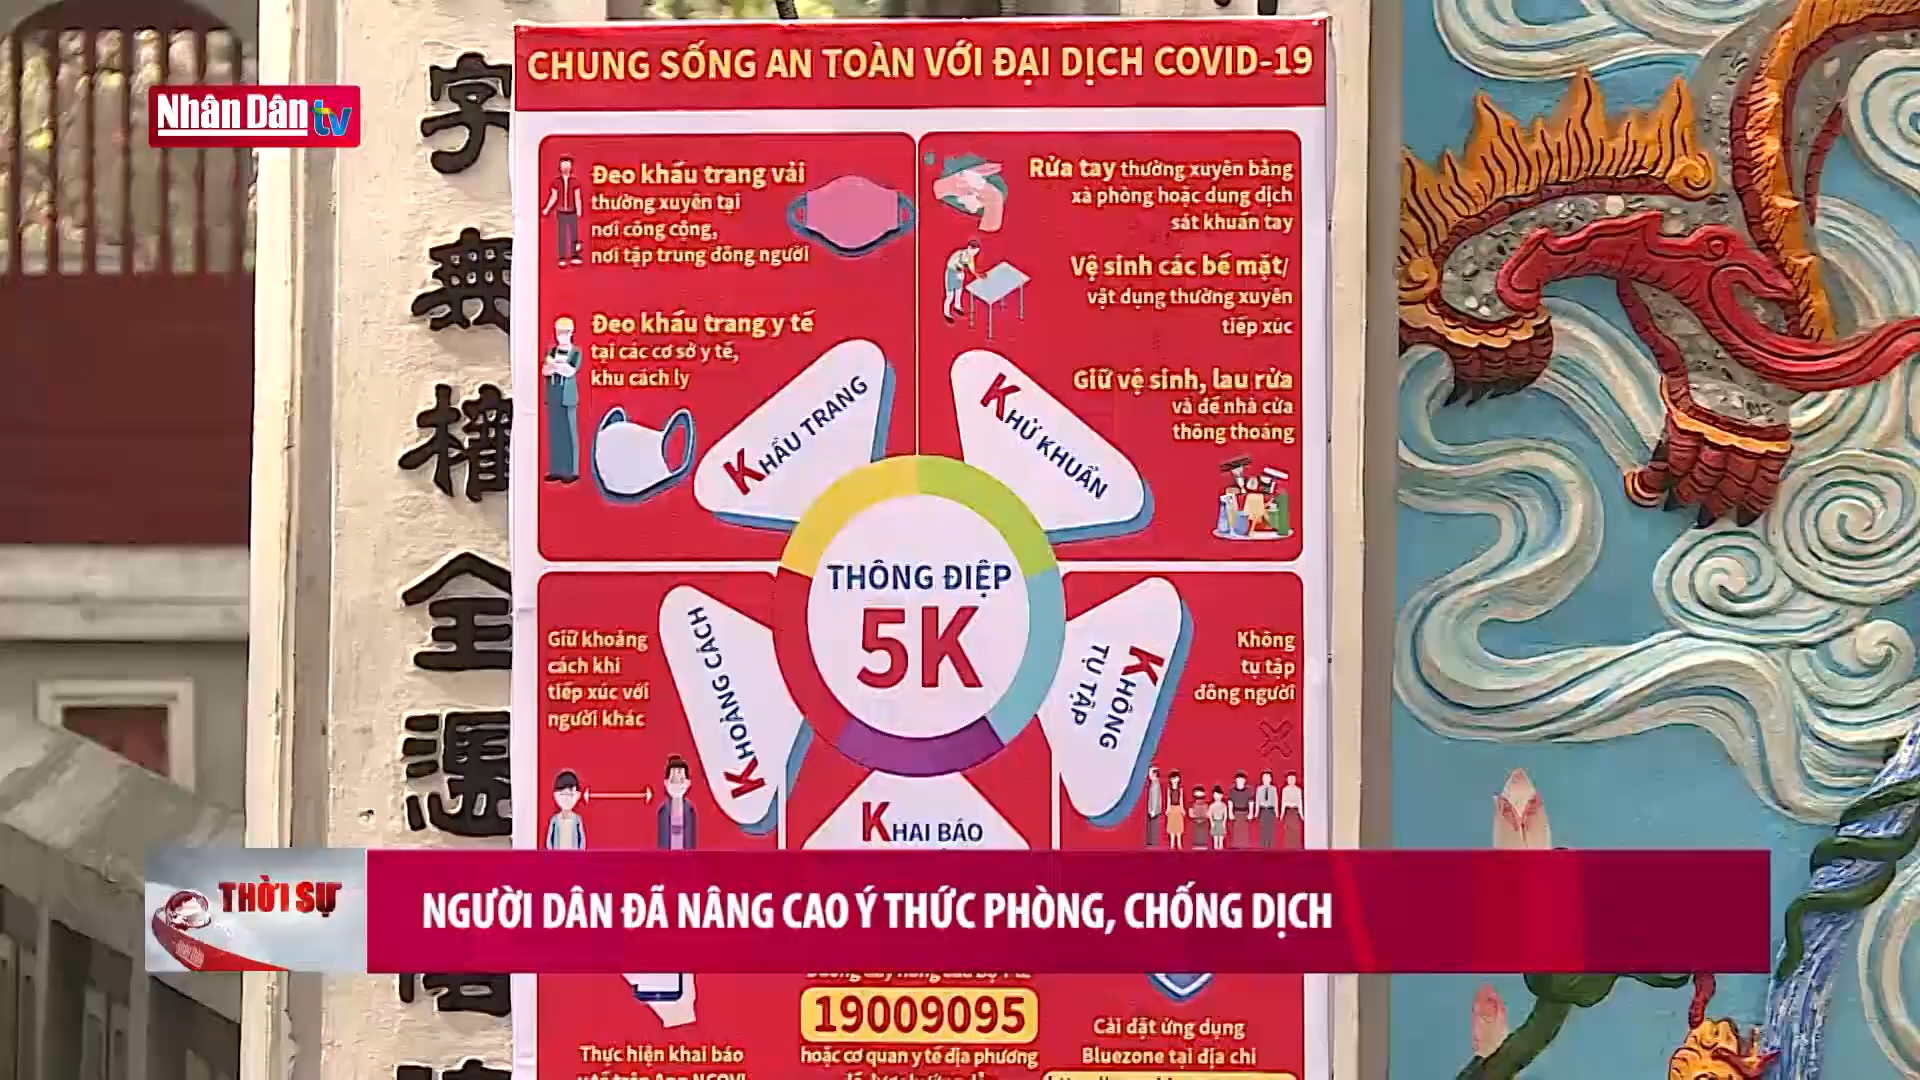 CHUNG SỐNG AN TOÀN VỚI ĐẠI DỊCH COVID-19
Nhân Dân tv
字
無
權
全
憑
Đeo khẩu trang vải
thường xuyên tại
nơi công cộng,
nơi tập trung đông người
Đeo khẩu trang y tế
tại các cơ sở y tế,
khu cách ly
KHẨU TRANG
Rửa tay thường xuyên bằng
xà phòng hoặc dung dịch
sát khuẩn tay
Vệ sinh các bề mặt/
vật dụng thường xuyên
tiếp xúc
Giữ vệ sinh, lau rửa
và để nhà cửa
thông thoáng
KHỬ KHUẨN
THÔNG ĐIỆP
5K
Giữ khoảng
cách khi
tiếp xúc với
người khác
KHOẢNG CÁCH
KHÔNG
TỤ TẬP
Không
tụ tập
đông người
KHAI BÁO
THỜI SỰ
NGƯỜI DÂN ĐÃ NÂNG CAO Ý THỨC PHÒNG, CHỐNG DỊCH
19009095
Thực hiện khai báo
hoặc cơ quan y tế địa phương
Cài đặt ứng dụng
Bluezone tại địa chỉ